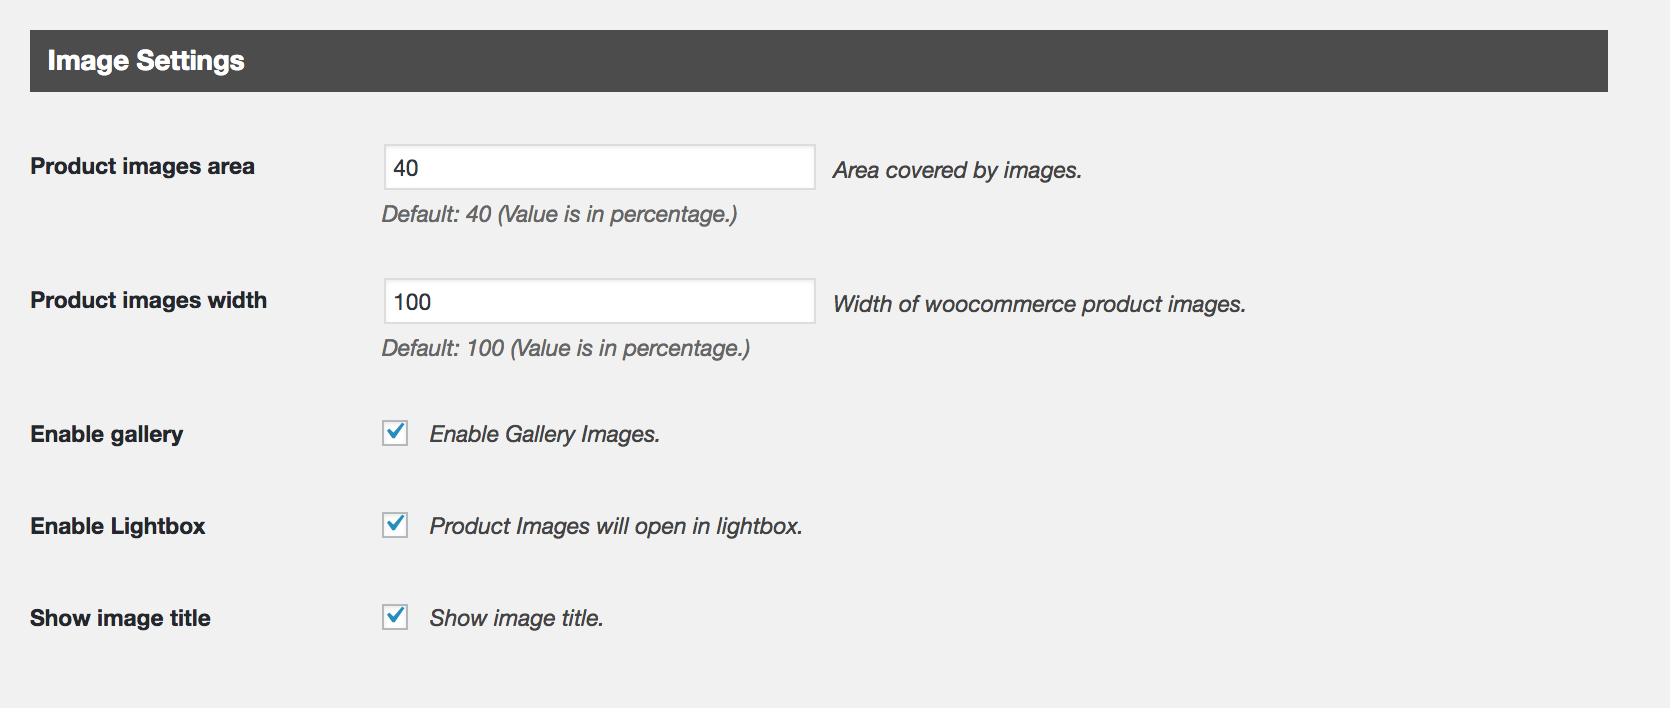 Image Settings
Product images area
40
Area covered by images.
Default: 40 (Value is in percentage.)
Product images width
100
Width of woocommerce product images.
Default: 100 (Value is in percentage.)
Enable gallery
Enable Gallery Images.
Enable Lightbox
Product Images will open in lightbox.
Show image title
Show image title.